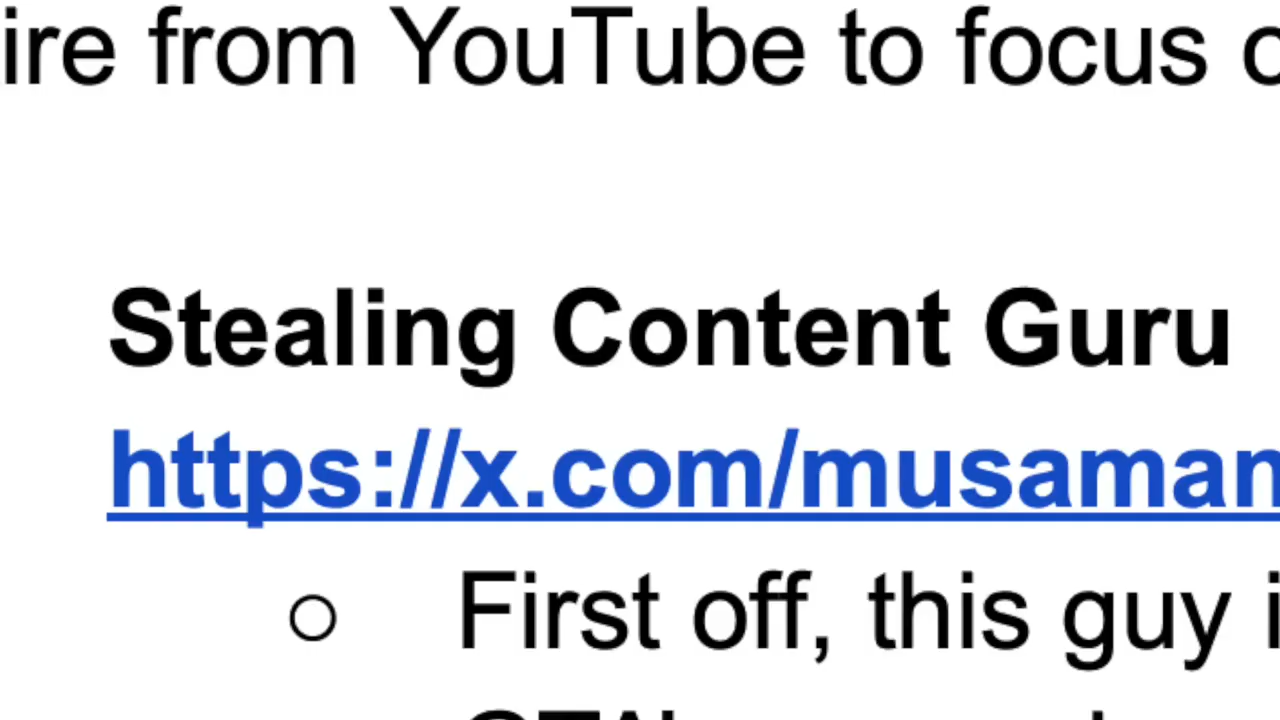 ire from YouTube to focus
Stealing Content Guru
https://x.com/musaman
○ First off, this guy